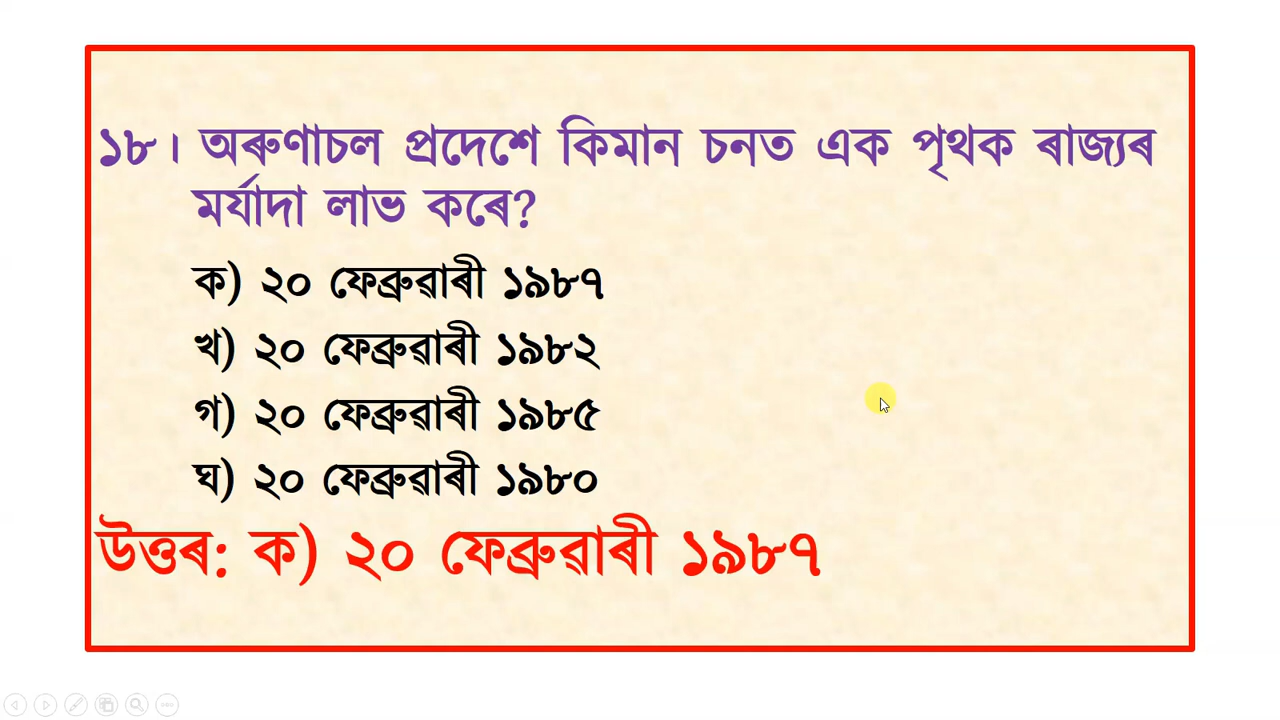 ১৮। অৰুণাচল প্ৰদেশে কিমান চনত এক পৃথক ৰাজ্যৰ
মৰ্যাদা লাভ কৰে?
ক) ২০ ফেব্ৰুৱাৰী ১৯৮৭
খ) ২০ ফেব্ৰুৱাৰী ১৯৮২
গ) ২০ ফেব্ৰুৱাৰী ১৯৮৫
ঘ) ২০ ফেব্ৰুৱাৰী ১৯৮০
উত্তৰ: ক) ২০ ফেব্ৰুৱাৰী ১৯৮৭